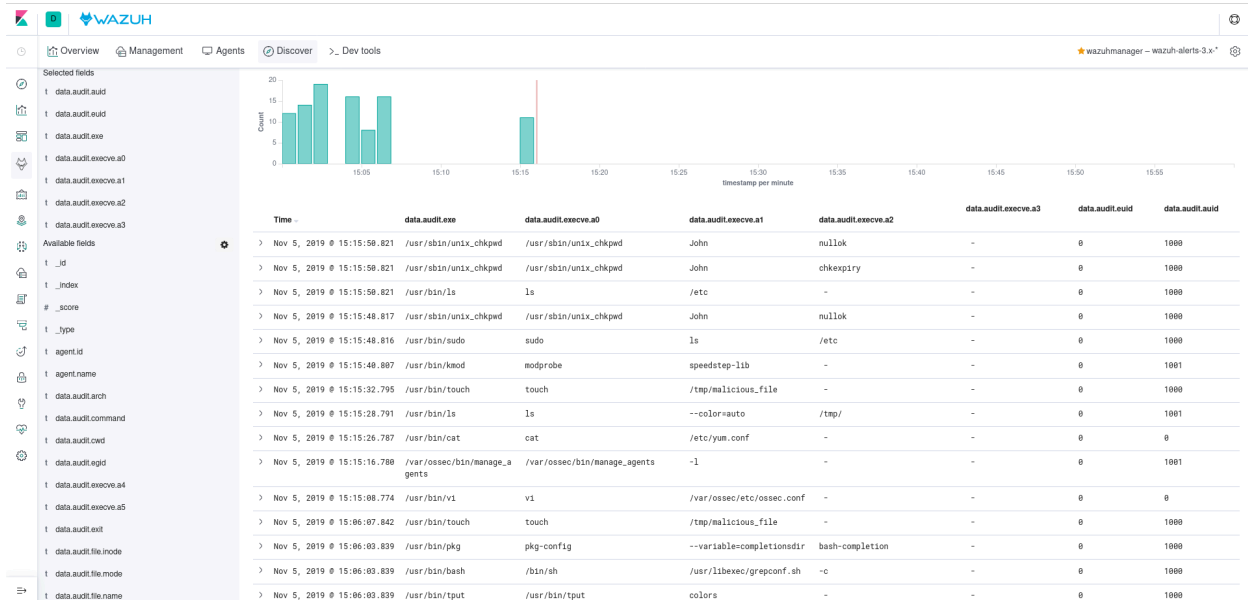 D
WAZUH
Overview
Management
Agents
Discover
>_ Dev tools
wazuhmanager – wazuh-alerts-3.x-*
Selected fields
t data.audit.auid
t data.audit.euid
t data.audit.exe
t data.audit.execve.a0
t data.audit.execve.a1
t data.audit.execve.a2
t data.audit.execve.a3
Available fields
t _id
t _index
# _score
t _type
t agent.id
t agent.name
t data.audit.arch
t data.audit.command
t data.audit.cwd
t data.audit.egid
t data.audit.execve.a4
t data.audit.execve.a5
t data.audit.exit
t data.audit.file.inode
t data.audit.file.mode
t data.audit.file.name
20
15
10
5
0
Count
15:05 15:10 15:15 15:20 15:25 15:30 15:35 15:40 15:45 15:50 15:55
timestamp per minute
Time data.audit.exe data.audit.execve.a0 data.audit.execve.a1 data.audit.execve.a2 data.audit.execve.a3 data.audit.euid data.audit.auid
Nov 5, 2019 @ 15:15:50.821 /usr/sbin/unix_chkpwd /usr/sbin/unix_chkpwd John nullok - 0 1000
Nov 5, 2019 @ 15:15:50.821 /usr/sbin/unix_chkpwd /usr/sbin/unix_chkpwd John chkexpiry - 0 1000
Nov 5, 2019 @ 15:15:50.821 /usr/bin/ls ls /etc - - 0 1000
Nov 5, 2019 @ 15:15:48.817 /usr/sbin/unix_chkpwd /usr/sbin/unix_chkpwd John nullok - 0 1000
Nov 5, 2019 @ 15:15:48.816 /usr/bin/sudo sudo ls /etc - 0 1000
Nov 5, 2019 @ 15:15:40.807 /usr/bin/kmod modprobe speedstep-lib - - 0 1001
Nov 5, 2019 @ 15:15:32.795 /usr/bin/touch touch /tmp/malicious_file - - 0 1000
Nov 5, 2019 @ 15:15:28.791 /usr/bin/ls ls --color=auto /tmp/ - 0 1001
Nov 5, 2019 @ 15:15:26.787 /usr/bin/cat cat /etc/yum.conf - - 0 0
Nov 5, 2019 @ 15:15:16.780 /var/ossec/bin/manage_a /var/ossec/bin/manage_agents -l - - 0 1001
gents
Nov 5, 2019 @ 15:15:08.774 /usr/bin/vi vi /var/ossec/etc/ossec.conf - - 0 0
Nov 5, 2019 @ 15:06:07.842 /usr/bin/touch touch /tmp/malicious_file - - 0 1000
Nov 5, 2019 @ 15:06:03.839 /usr/bin/pkg pkg-config --variable=completionsdir bash-completion - 0 1000
Nov 5, 2019 @ 15:06:03.839 /usr/bin/bash /bin/sh /usr/libexec/grepconf.sh -c - 0 1000
Nov 5, 2019 @ 15:06:03.839 /usr/bin/tput /usr/bin/tput colors - - 0 1000